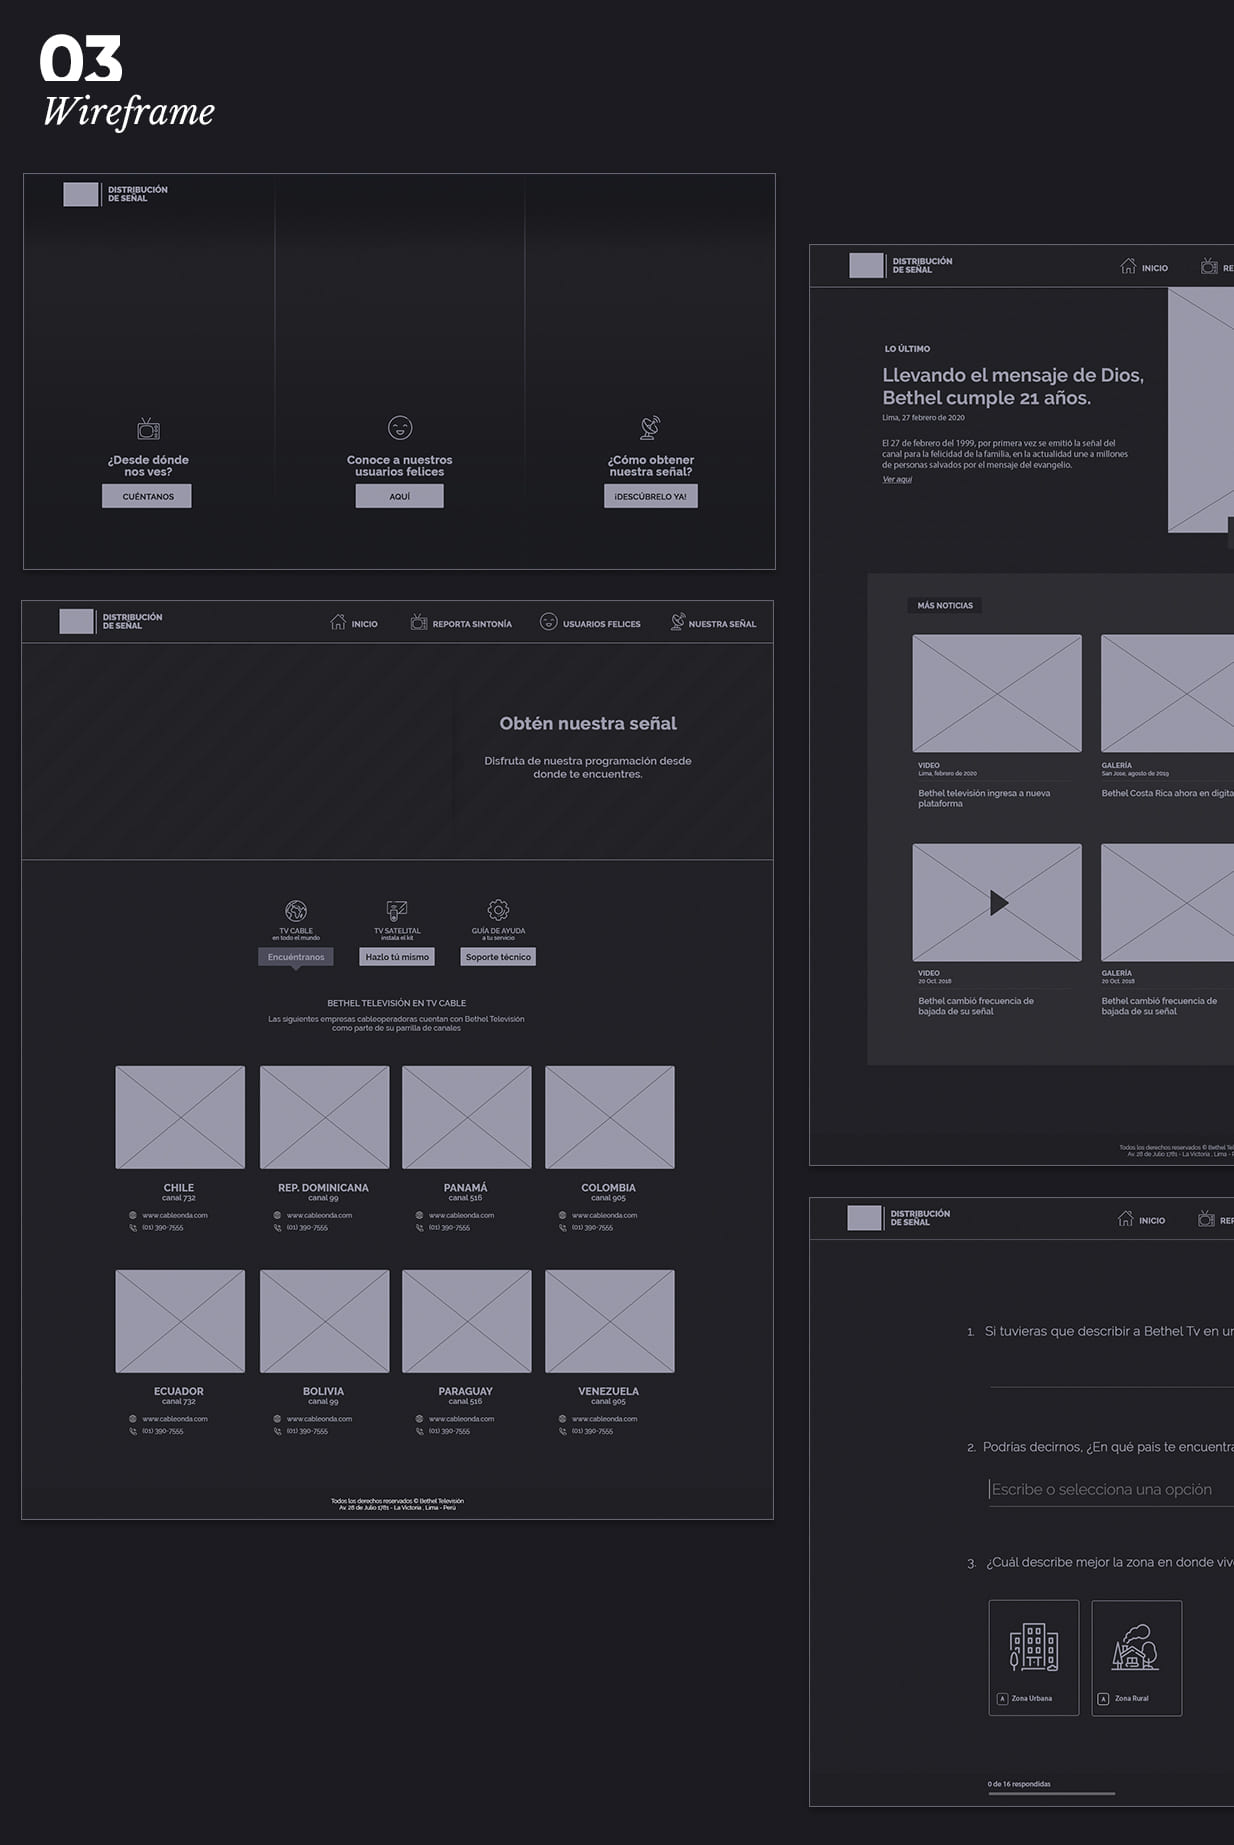 03
Wireframe
DISTRIBUCIÓN
DE SEÑAL
¿Desde dónde
nos ves?
CUÉNTANOS
Conoce a nuestros
usuarios felices
AQUÍ
¿Cómo obtener
nuestra señal?
¡DESCÚBRELO YA!
DISTRIBUCIÓN
DE SEÑAL
INICIO
REPORTA SINTONÍA
USUARIOS FELICES
NUESTRA SEÑAL
Obtén nuestra señal
Disfruta de nuestra programación desde
donde te encuentres.
TV CABLE
en todo el mundo
Encuéntranos
TV SATELITAL
instala el kit
Hazlo tú mismo
GUÍA DE AYUDA
a tu servicio
Soporte técnico
BETHEL TELEVISIÓN EN TV CABLE
Las siguientes empresas cableoperadoras cuentan con Bethel Televisión
como parte de su parrilla de canales
CHILE
canal 732
www.cableonda.com
(01) 390-7555
REP. DOMINICANA
canal 99
www.cableonda.com
(01) 390-7555
PANAMÁ
canal 516
www.cableonda.com
(01) 390-7555
COLOMBIA
canal 905
www.cableonda.com
(01) 390-7555
ECUADOR
canal 732
www.cableonda.com
(01) 390-7555
BOLIVIA
canal 99
www.cableonda.com
(01) 390-7555
PARAGUAY
canal 516
www.cableonda.com
(01) 390-7555
VENEZUELA
canal 905
www.cableonda.com
(01) 390-7555
Todos los derechos reservados © Bethel Televisión
Av. 28 de Julio 1781 - La Victoria , Lima - Perú
DISTRIBUCIÓN
DE SEÑAL
INICIO
RE
LO ÚLTIMO
Llevando el mensaje de Dios,
Bethel cumple 21 años.
Lima, 27 febrero de 2020
El 27 de febrero del 1999, por primera vez se emitió la señal del
canal para la felicidad de la familia, en la actualidad une a millones
de personas salvados por el mensaje del evangelio.
Ver aquí
MÁS NOTICIAS
VIDEO
Lima, febrero de 2020
Bethel televisión ingresa a nueva
plataforma
GALERÍA
San Jose, agosto de 2019
Bethel Costa Rica ahora en digita
VIDEO
20 Oct. 2018
Bethel cambió frecuencia de
bajada de su señal
GALERÍA
20 Oct. 2018
Bethel cambió frecuencia de
bajada de su señal
Todos los derechos reservados © Bethel Tel
Av. 28 de Julio 1781 - La Victoria , Lima - P
DISTRIBUCIÓN
DE SEÑAL
INICIO
REP
1. Si tuvieras que describir a Bethel Tv en un
2. Podrías decirnos, ¿En qué país te encuentra
Escribe o selecciona una opción
3. ¿Cuál describe mejor la zona en donde vive
A Zona Urbana
A Zona Rural
0 de 16 respondidas